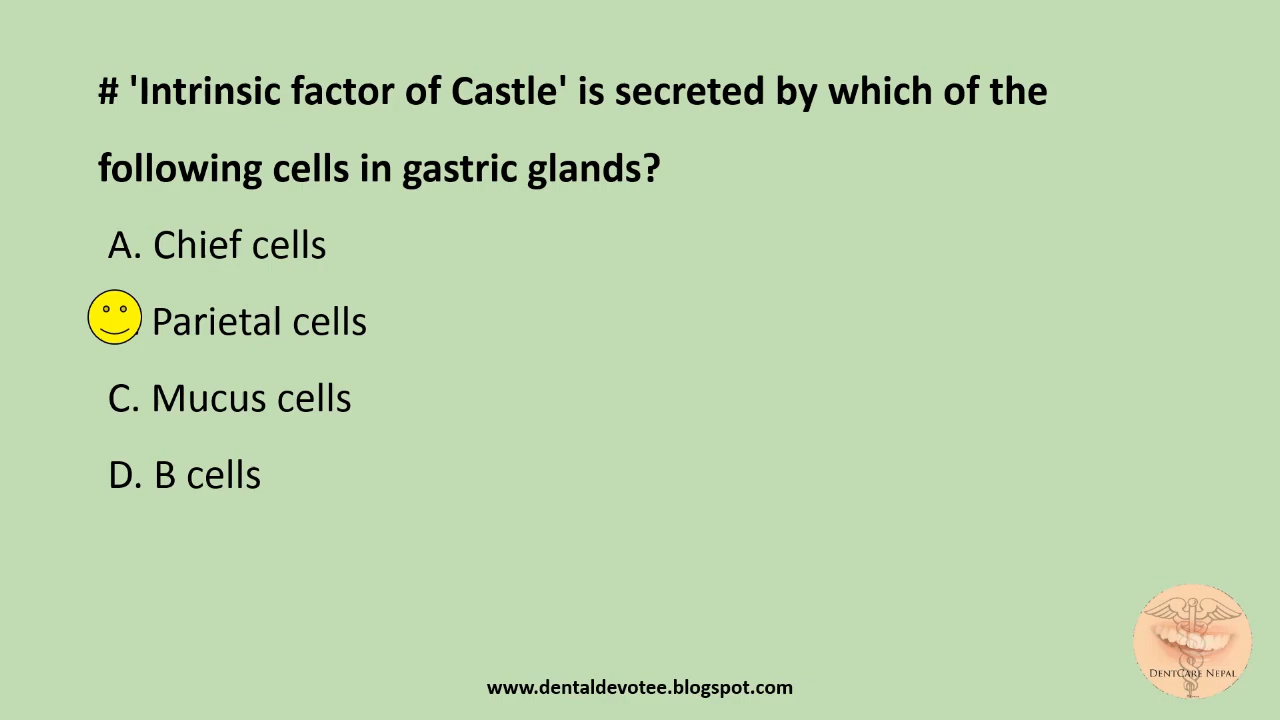 # 'Intrinsic factor of Castle' is secreted by which of the
following cells in gastric glands?
A. Chief cells
. Parietal cells
C. Mucus cells
D. B cells
DENTCARE NEPAL
www.dentaldevotee.blogspot.com